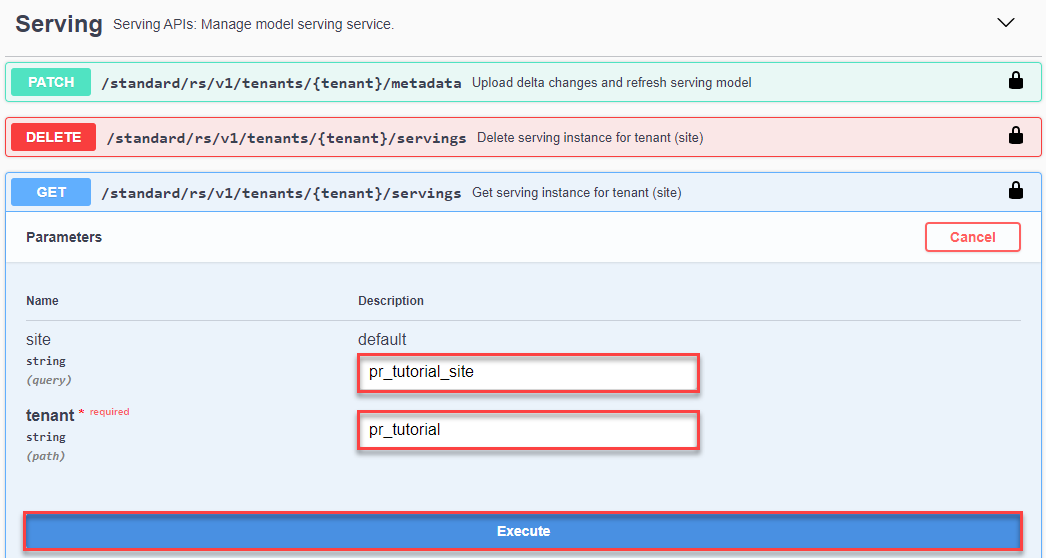 Serving Serving APIs: Manage model serving service.
PATCH /standard/rs/v1/tenants/{tenant}/metadata Upload delta changes and refresh serving model
DELETE /standard/rs/v1/tenants/{tenant}/servings Delete serving instance for tenant (site)
GET /standard/rs/v1/tenants/{tenant}/servings Get serving instance for tenant (site)
Parameters Cancel
Name Description
site default
string pr_tutorial_site
(query)
tenant * required
string pr_tutorial
(path)
Execute